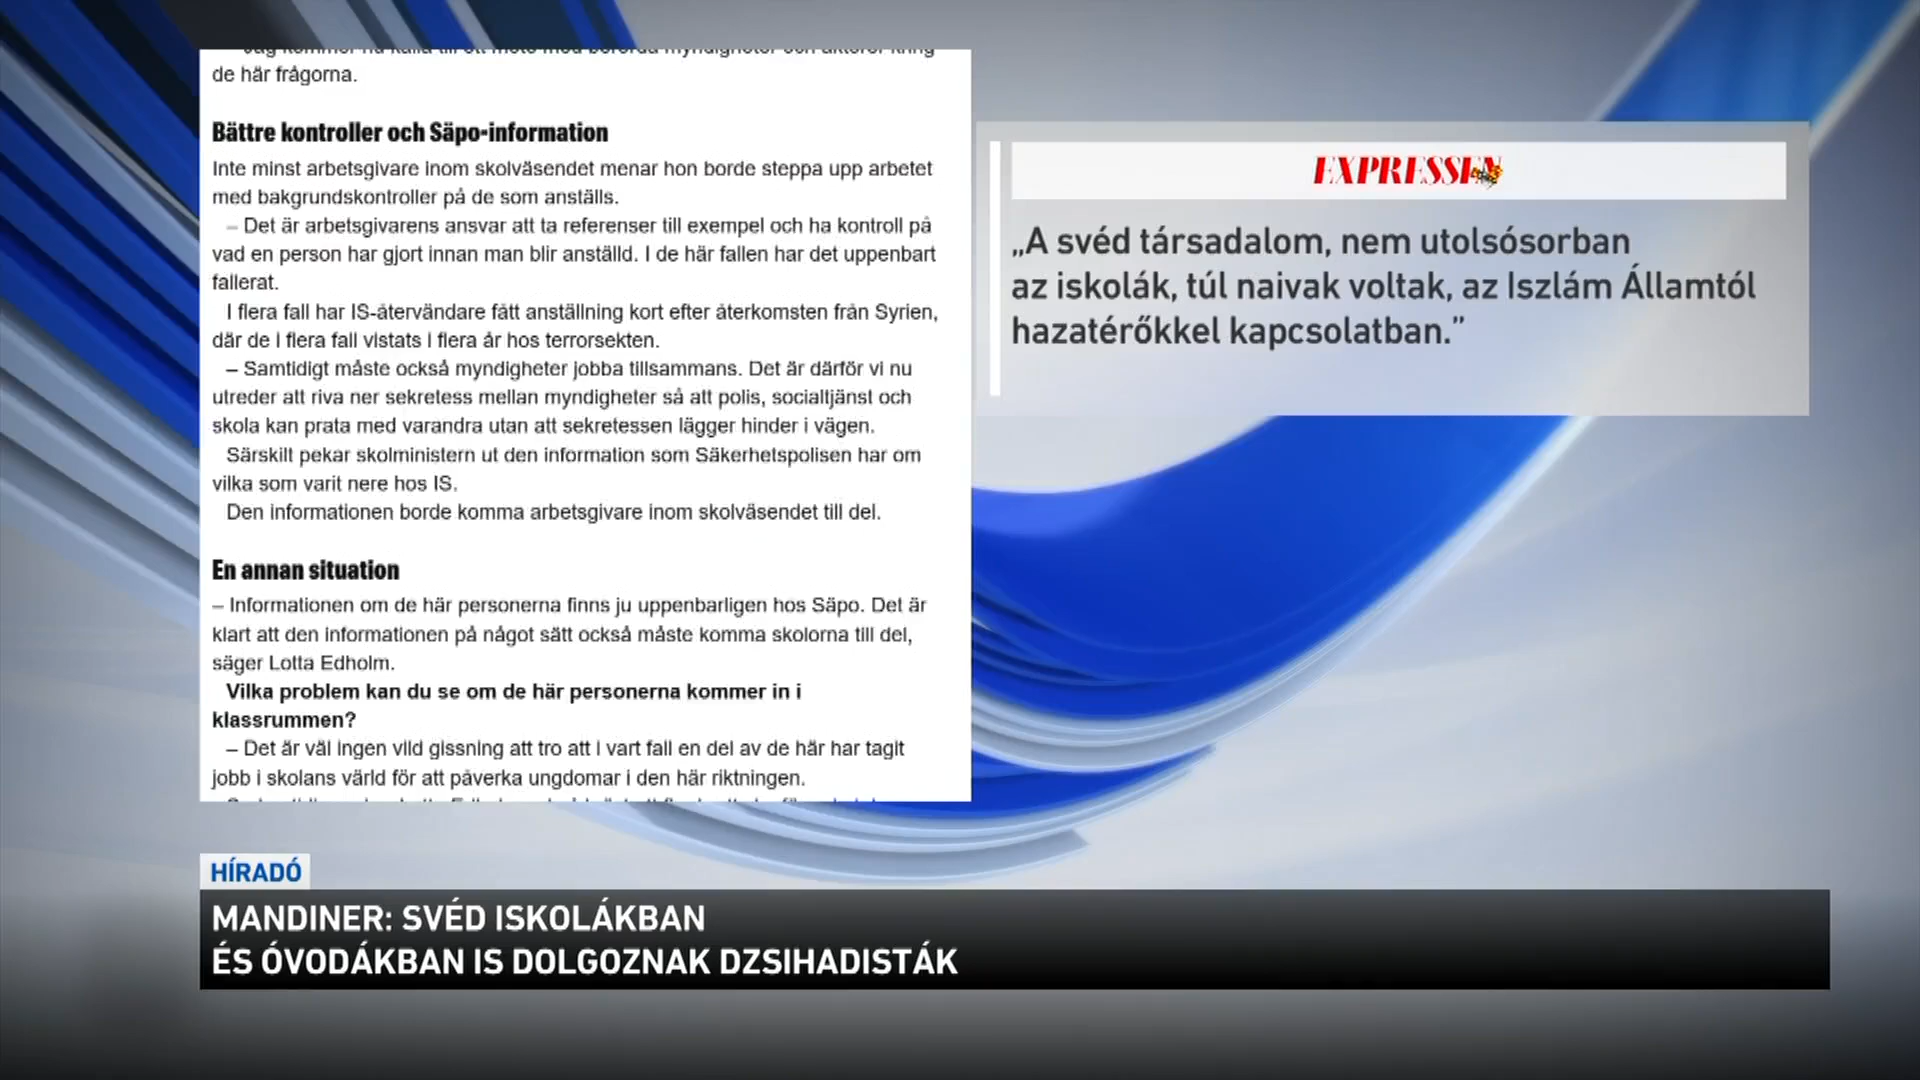 de här frågorna.
Bättre kontroller och Säpo-information
Inte minst arbetsgivare inom skolväsendet menar hon borde steppa upp arbetet
med bakgrundskontroller på de som anställs.
– Det är arbetsgivarens ansvar att ta referenser till exempel och ha kontroll på
vad en person har gjort innan man blir anställd. I de här fallen har det uppenbart
fallerat.
I flera fall har IS-återvändare fått anställning kort efter återkomsten från Syrien,
där de i flera fall vistats i flera år hos terrorsekten.
– Samtidigt måste också myndigheter jobba tillsammans. Det är därför vi nu
utreder att riva ner sekretess mellan myndigheter så att polis, socialtjänst och
skola kan prata med varandra utan att sekretessen lägger hinder i vägen.
Särskilt pekar skolministern ut den information som Säkerhetspolisen har om
vilka som varit nere hos IS.
Den informationen borde komma arbetsgivare inom skolväsendet till del.
En annan situation
– Informationen om de här personerna finns ju uppenbarligen hos Säpo. Det är
klart att den informationen på något sätt också måste komma skolorna till del,
säger Lotta Edholm.
Vilka problem kan du se om de här personerna kommer in i
klassrummen?
– Det är väl ingen vild gissning att tro att i vart fall en del av de här har tagit
jobb i skolans värld för att påverka ungdomar i den här riktningen.
EXPRESSEN
„A svéd társadalom, nem utolsósorban
az iskolák, túl naivak voltak, az Iszlám Államtól
hazatérőkkel kapcsolatban.”
HÍRADÓ
MANDINER: SVÉD ISKOLÁKBAN
ÉS ÓVODÁKBAN IS DOLGOZNAK DZSIHADISTÁK